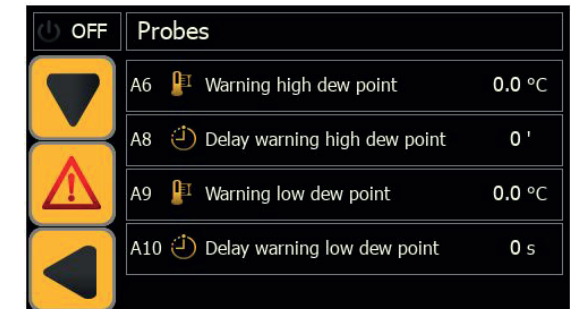 OFF Probes
A6 Warning high dew point 0.0 °C
A8 Delay warning high dew point 0 '
A9 Warning low dew point 0.0 °C
A10 Delay warning low dew point 0 s